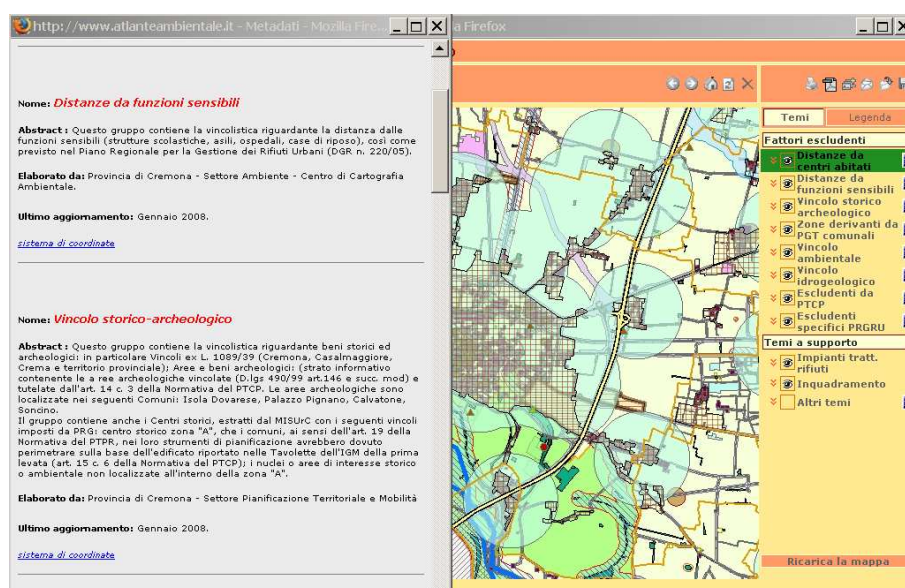 http://www.atlanteambientale.it - Metadati - Mozilla Fire...
a Firefox
Nome: Distanze da funzioni sensibili
Abstract : Questo gruppo contiene la vincolistica riguardante la distanza dalle
funzioni sensibili (strutture scolastiche, asili, ospedali, case di riposo), così come
previsto nel Piano Regionale per la Gestione dei Rifiuti Urbani (DGR n. 220/05).
Elaborato da: Provincia di Cremona - Settore Ambiente - Centro di Cartografia
Ambientale.
Ultimo aggiornamento: Gennaio 2008.
sistema di coordinate
Nome: Vincolo storico-archeologico
Abstract : Questo gruppo contiene la vincolistica riguardante beni storici ed
archeologici: in particolare Vincoli ex L. 1089/39 (Cremona, Casalmaggiore,
Crema e territorio provinciale); Aree e beni archeologici: (strato informativo
contenente le a ree archeologiche vincolate (D.lgs 490/99 art.146 e succ. mod) e
tutelate dall'art. 14 c. 3 della Normativa del PTCP. Le aree archeologiche sono
localizzate nei seguenti Comuni: Isola Dovarese, Palazzo Pignano, Calvatone,
Soncino.
Il gruppo contiene anche i Centri storici, estratti dal MISUrC con i seguenti vincoli
imposti da PRG: centro storico zona "A", che i comuni, ai sensi dell'art. 19 della
Normativa del PTPR, nei loro strumenti di pianificazione avrebbero dovuto
perimetrare sulla base dell'edificato riportato nelle Tavolette dell'IGM della prima
levata (art. 15 c. 6 della Normativa del PTCP); i nuclei o aree di interesse storico
o ambientale non localizzate all'interno della zona "A".
Elaborato da: Provincia di Cremona - Settore Pianificazione Territoriale e Mobilità
Ultimo aggiornamento: Gennaio 2008.
sistema di coordinate
Temi
Legenda
Fattori escludenti
Distanze da
centri abitati
Distanze da
funzioni sensibili
Vincolo storico
archeologico
Zone derivanti da
PGT comunali
Vincolo
ambientale
Vincolo
idrogeologico
Escludenti da
PTCP
Escludenti
specifici PRGRU
Temi a supporto
Impianti tratt.
rifiuti
Inquadramento
Altri temi
Ricarica la mappa